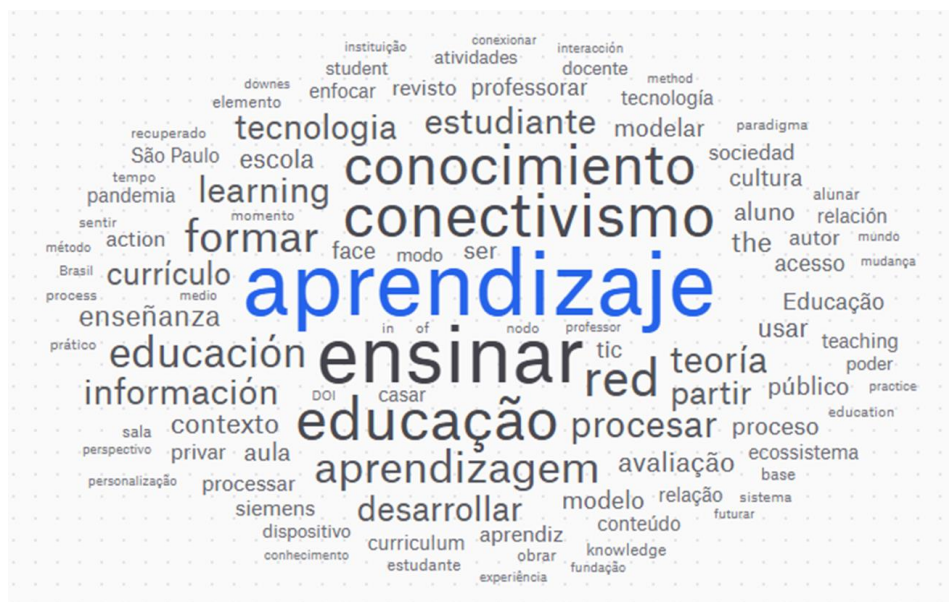 conexionar
instituição atividades interacción
student docente
downes enfocar revisto professorar method
elemento tecnología
recuperado tecnologia estudiante modelar paradigma
São Paulo escola conocimiento sociedad
tempo cultura
pandemia learning alunar
sentir momento conectivismo aluno relación
método action formar face modo ser the autor mundo
Brasil currículo aprendizaje acesso mudança
process medio Educação
enseñanza in of nodo professor usar
prático educación ensinar tic teoría teaching
poder
información DOI casar red partir público practice
education
sala contexto educação procesar proceso
perspectivo privar aula ecossistema
personalização processar aprendizagem avaliação base
siemens desarrollar modelo relação sistema
futurar
dispositivo curriculum aprendiz conteúdo
conhecimento estudante obrar knowledge
experiência fundação